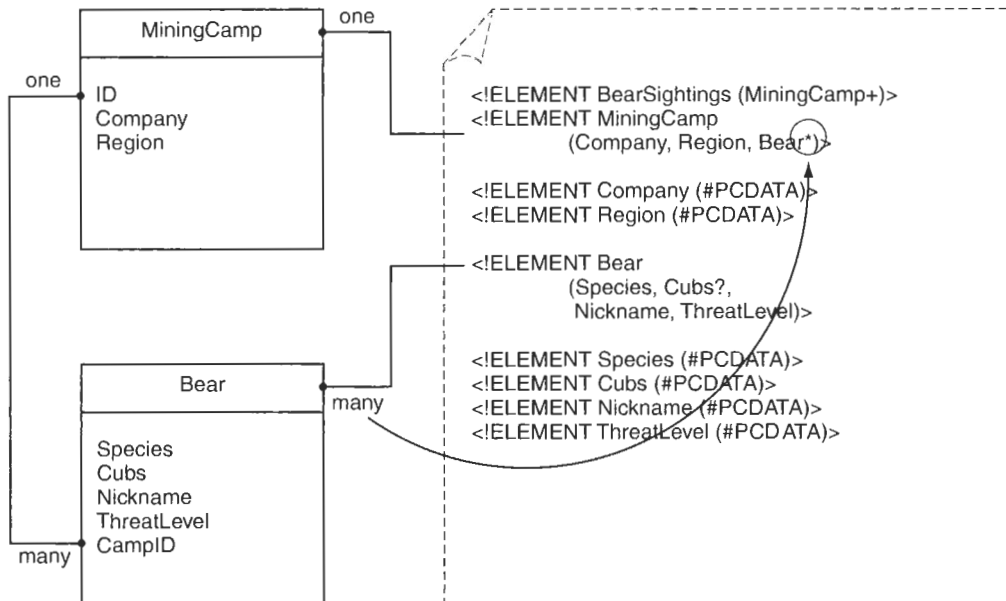 MiningCamp
one
one
ID
Company
Region
Bear
many
Species
Cubs
Nickname
ThreatLevel
CampID
many
<!ELEMENT BearSightings (MiningCamp+)>
<!ELEMENT MiningCamp
(Company, Region, Bear*)>
<!ELEMENT Company (#PCDATA)>
<!ELEMENT Region (#PCDATA)>
<!ELEMENT Bear
(Species, Cubs?,
Nickname, ThreatLevel)>
<!ELEMENT Species (#PCDATA)>
<!ELEMENT Cubs (#PCDATA)>
<!ELEMENT Nickname (#PCDATA)>
<!ELEMENT ThreatLevel (#PCDATA)>